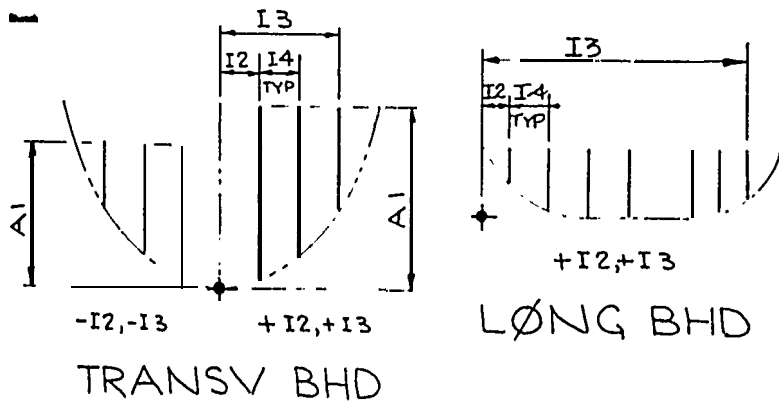 I3
I2 I4
TYP
A1
A1
-I2,-I3
+I2,+I3
TRANSV BHD
I3
I2 I4
TYP
+I2,+I3
LØNG BHD